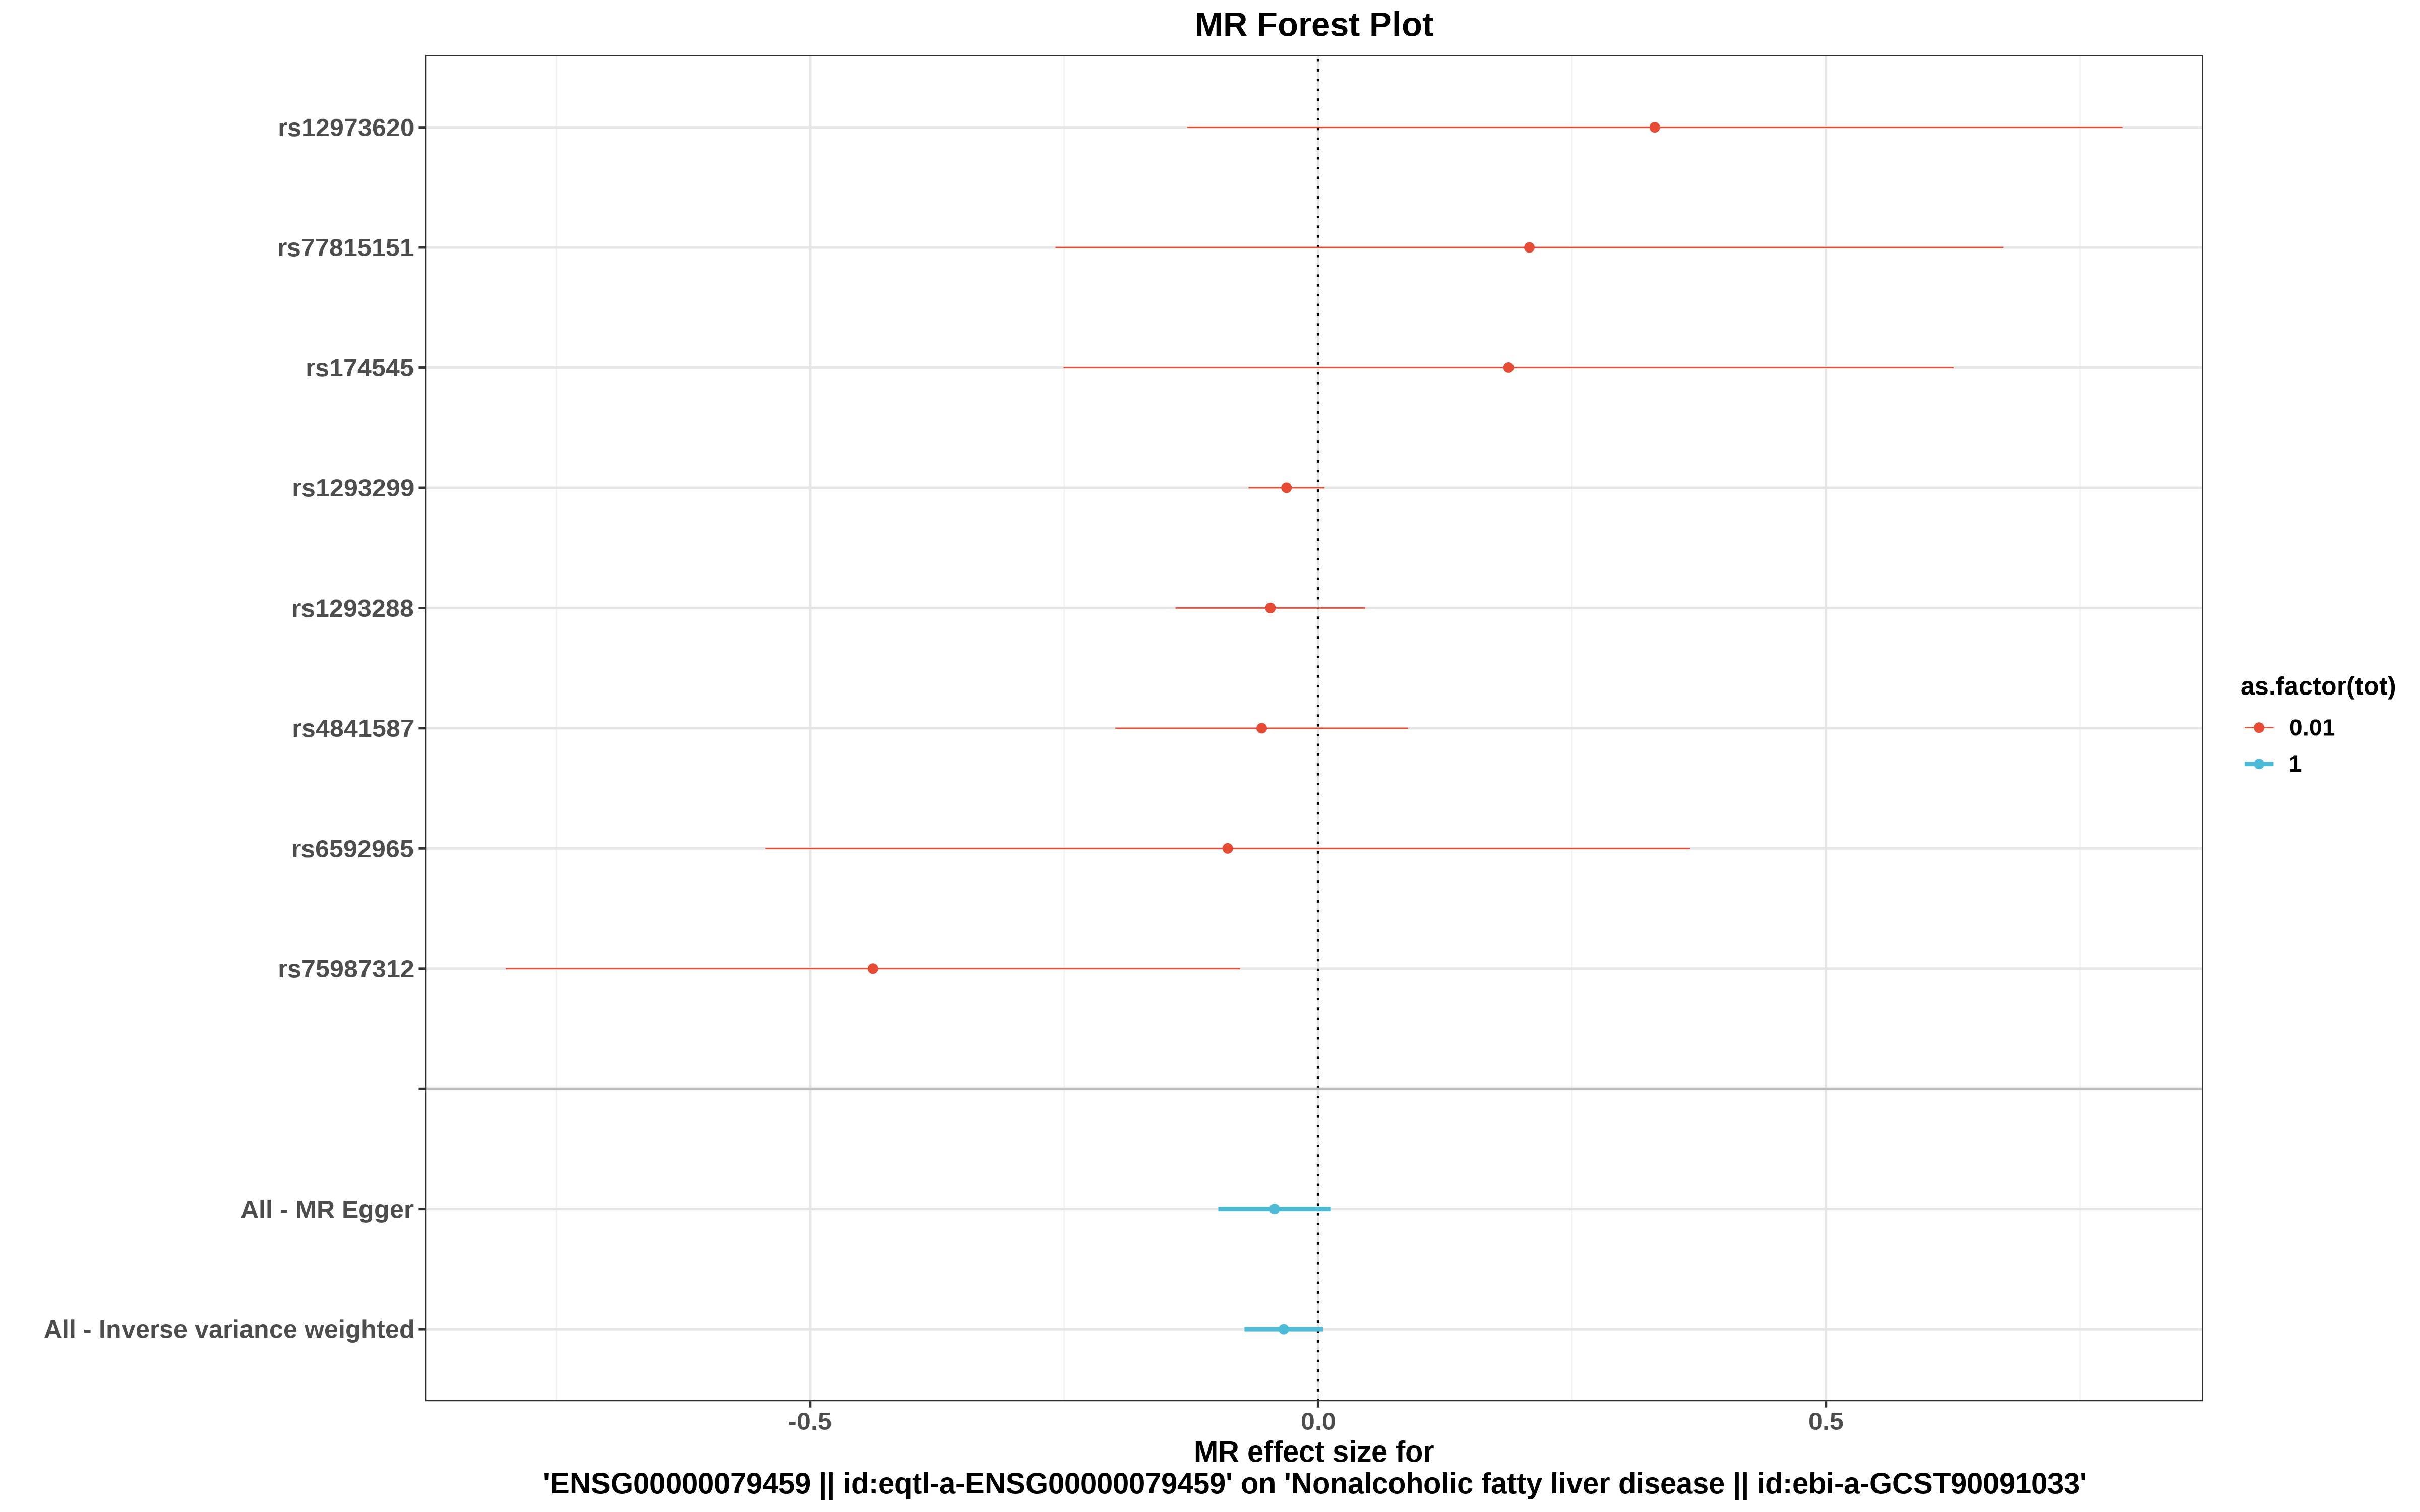 MR Forest Plot
rs12973620
rs77815151
rs174545
rs1293299
rs1293288
rs4841587
rs6592965
rs75987312
All - MR Egger
All - Inverse variance weighted
as.factor(tot)
0.01
1
-0.5 0.0 0.5
MR effect size for
'ENSG00000079459 || id:eqtl-a-ENSG00000079459' on 'Nonalcoholic fatty liver disease || id:ebi-a-GCST90091033'